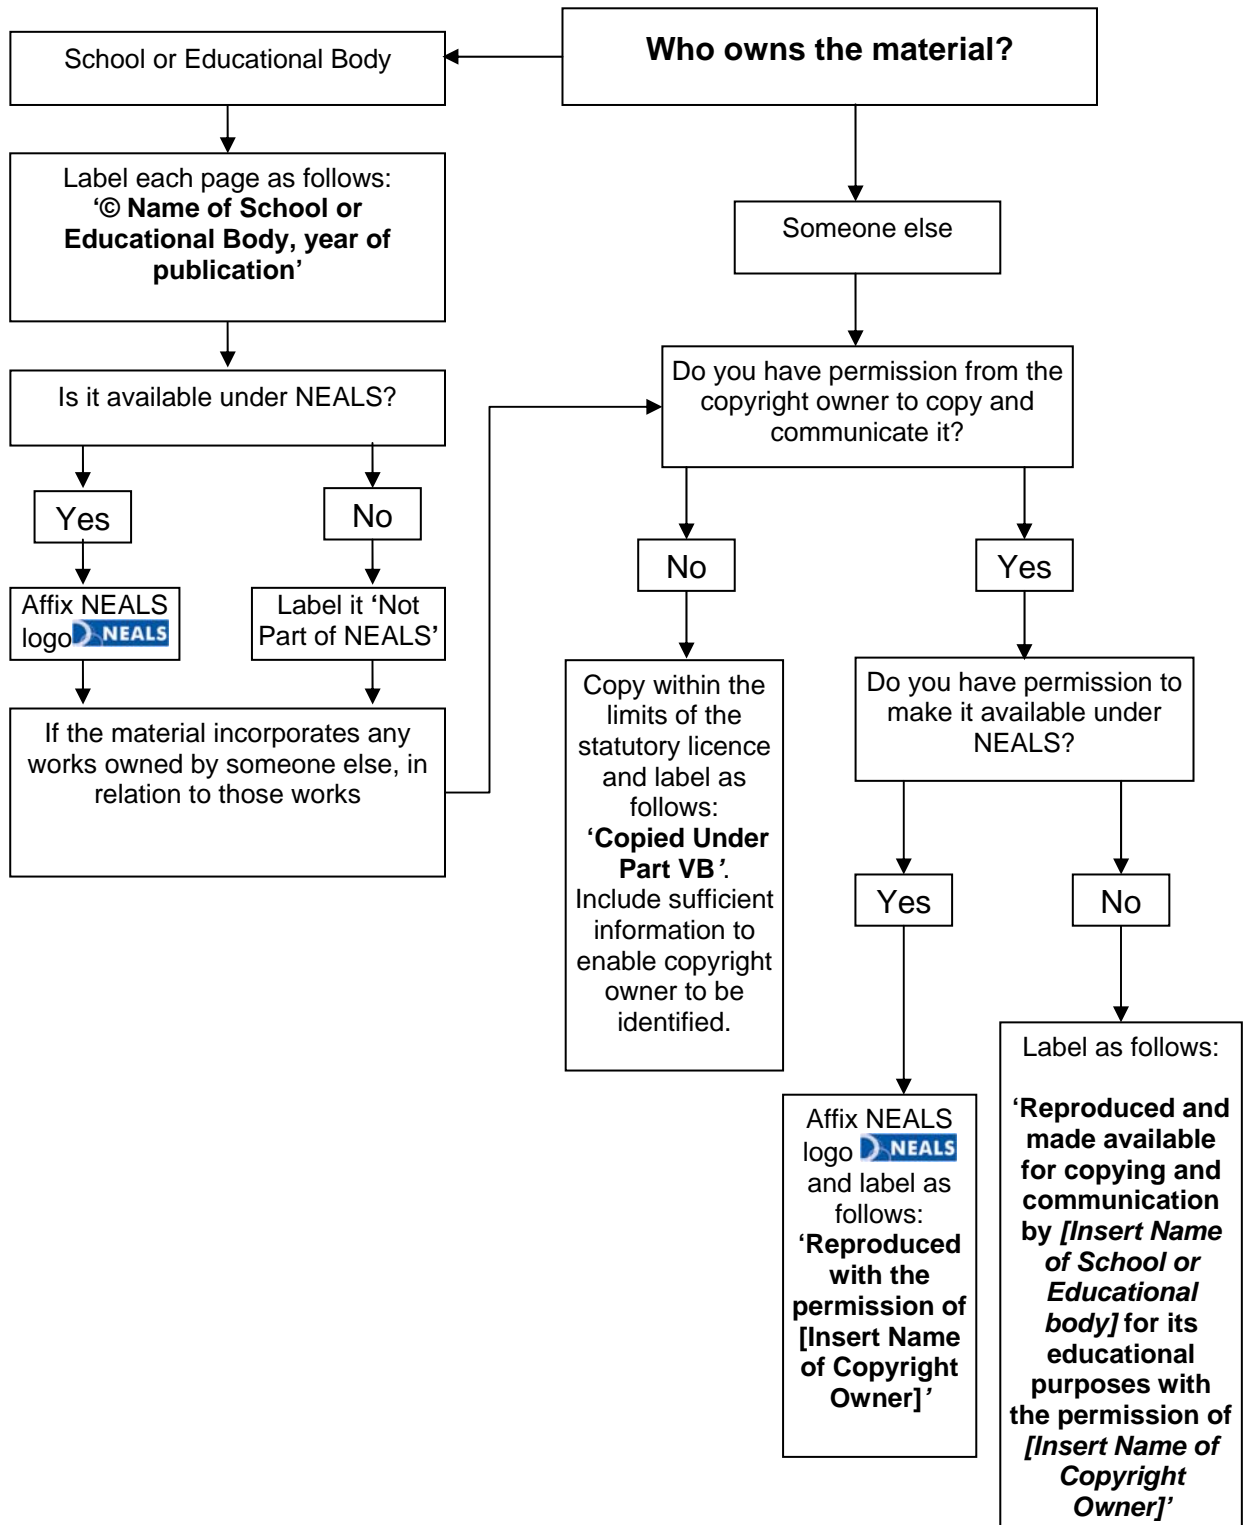 Who owns the material?
School or Educational Body
Label each page as follows:
‘© Name of School or
Educational Body, year of
publication’
Is it available under NEALS?
Yes
No
Affix NEALS
logo NEALS
Label it ‘Not
Part of NEALS’
If the material incorporates any
works owned by someone else, in
relation to those works
Someone else
Do you have permission from the
copyright owner to copy and
communicate it?
No
Yes
Copy within the
limits of the
statutory licence
and label as
follows:
‘Copied Under
Part VB’.
Include sufficient
information to
enable copyright
owner to be
identified.
Do you have permission to
make it available under
NEALS?
Yes
No
Affix NEALS
logo NEALS
and label as
follows:
‘Reproduced
with the
permission of
[Insert Name
of Copyright
Owner]’
Label as follows:
‘Reproduced and
made available
for copying and
communication
by [Insert Name
of School or
Educational
body] for its
educational
purposes with
the permission of
[Insert Name of
Copyright
Owner]’